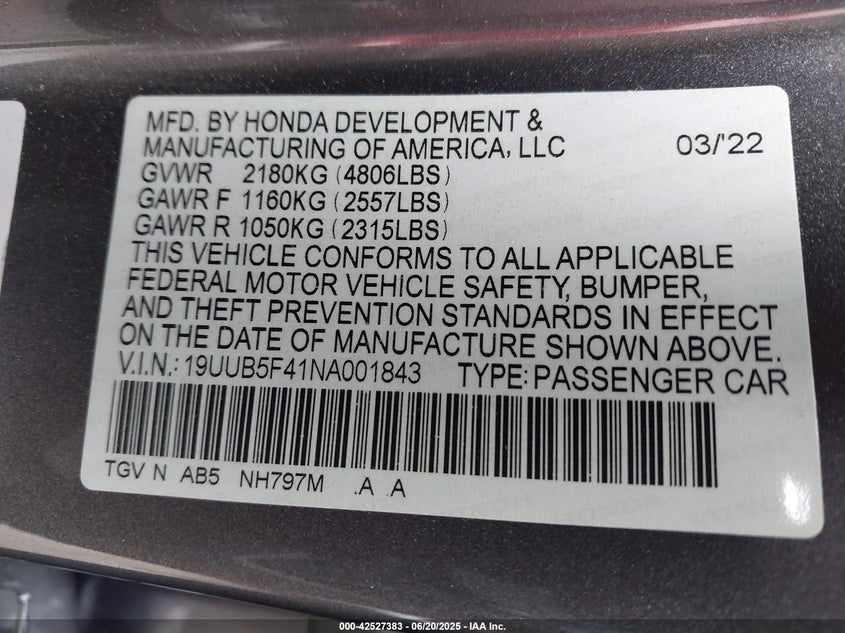 MFD. BY HONDA DEVELOPMENT &
MANUFACTURING OF AMERICA, LLC 03/'22
GVWR 2180KG (4806LBS)
GAWR F 1160KG (2557LBS)
GAWR R 1050KG (2315LBS)
THIS VEHICLE CONFORMS TO ALL APPLICABLE
FEDERAL MOTOR VEHICLE SAFETY, BUMPER,
AND THEFT PREVENTION STANDARDS IN EFFECT
ON THE DATE OF MANUFACTURE SHOWN ABOVE.
V.I.N.: 19UUB5F41NA001843 TYPE: PASSENGER CAR
TGV N AB5 NH797M .A A
000-42527383 | 06/20/2025 - IAA Inc.